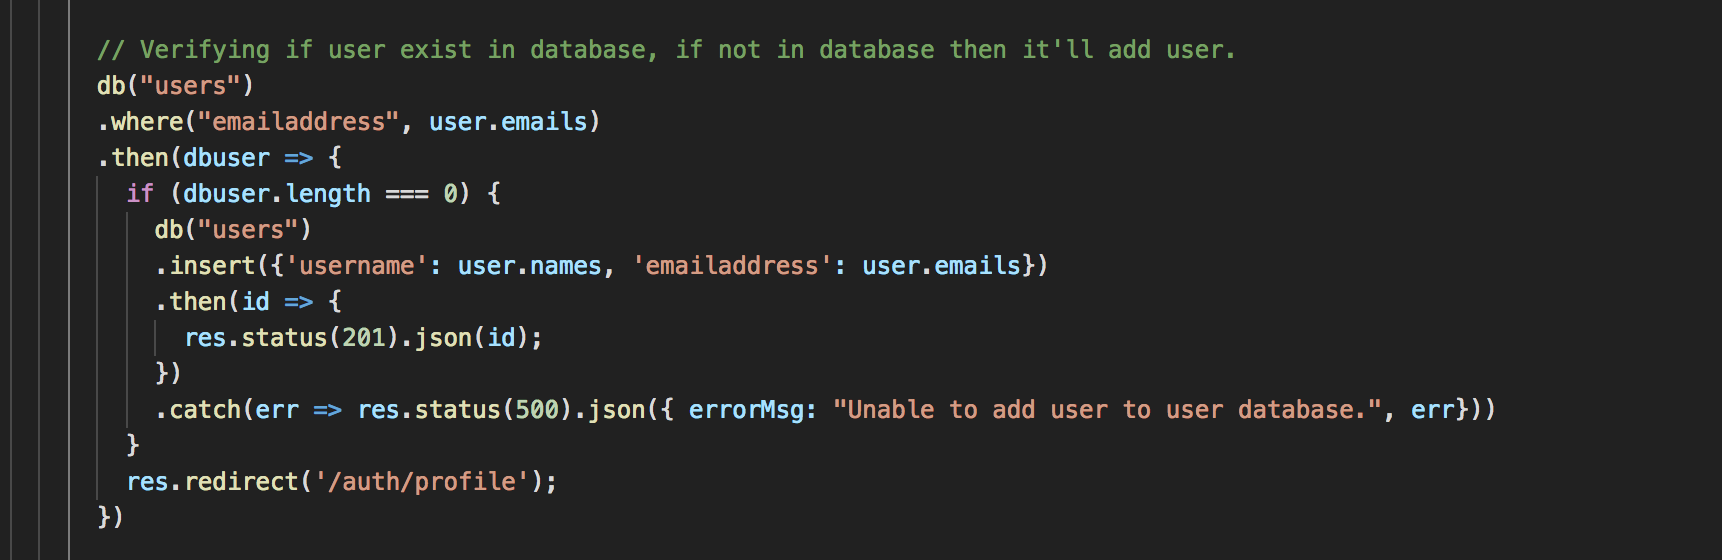 // Verifying if user exist in database, if not in database then it'll add user.
db("users")
.where("emailaddress", user.emails)
.then(dbuser => {
if (dbuser.length === 0) {
db("users")
.insert({'username': user.names, 'emailaddress': user.emails})
.then(id => {
res.status(201).json(id);
})
.catch(err => res.status(500).json({ errorMsg: "Unable to add user to user database.", err}))
}
res.redirect('/auth/profile');
})